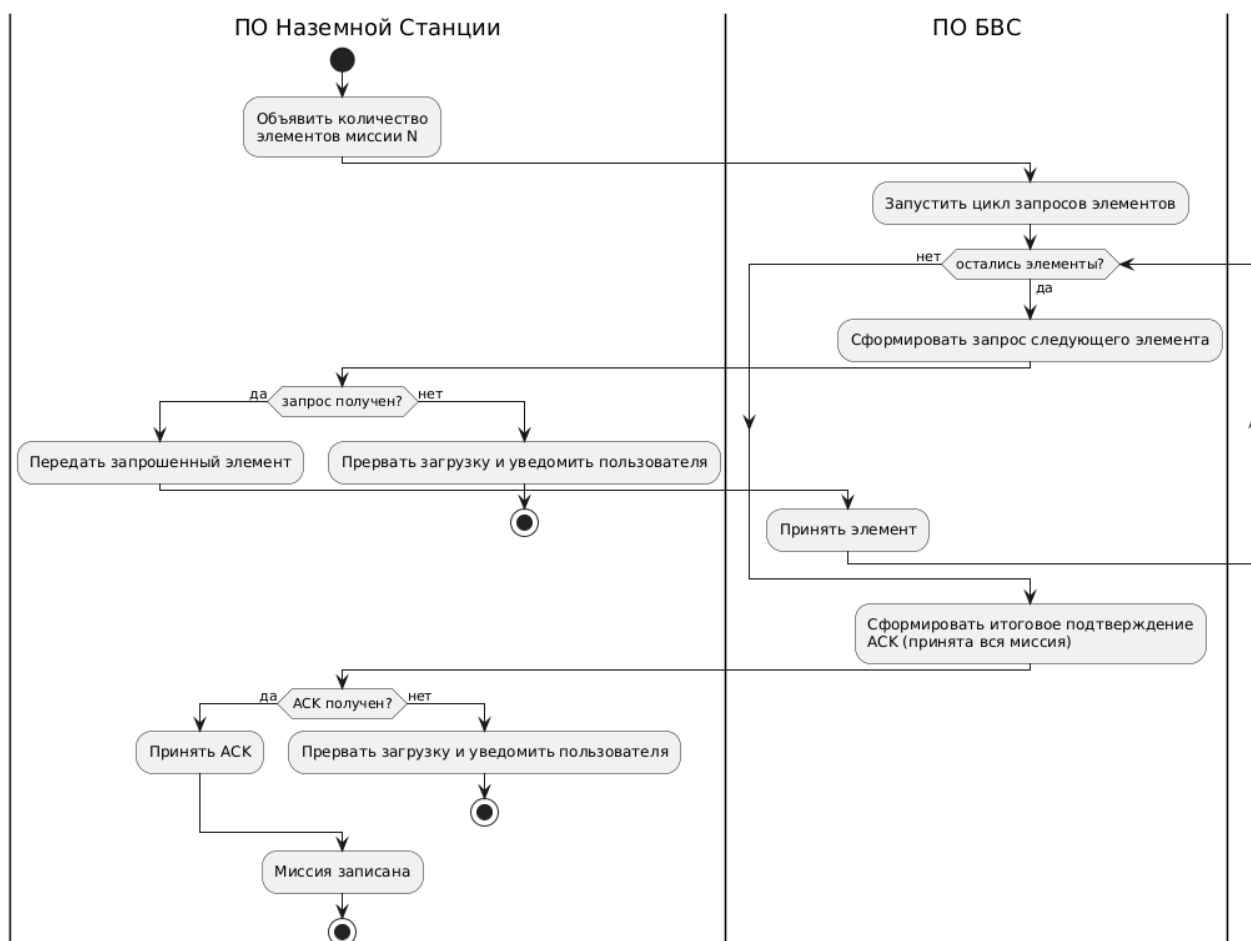 ПО Наземной Станции
ПО БВС
Объявить количество
элементов миссии N
Запустить цикл запросов элементов
нет
остались элементы?
да
Сформировать запрос следующего элемента
да
запрос получен?
нет
Передать запрошенный элемент
Прервать загрузку и уведомить пользователя
Принять элемент
Сформировать итоговое подтверждение
ACK (принята вся миссия)
да
ACK получен?
нет
Принять ACK
Прервать загрузку и уведомить пользователя
Миссия записана